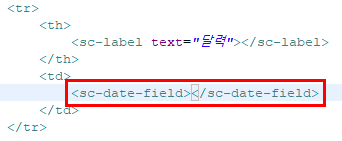 <tr>
<th>
<sc-label text="달력"></sc-label>
</th>
<td>
<sc-date-field></sc-date-field>
</td>
</tr>